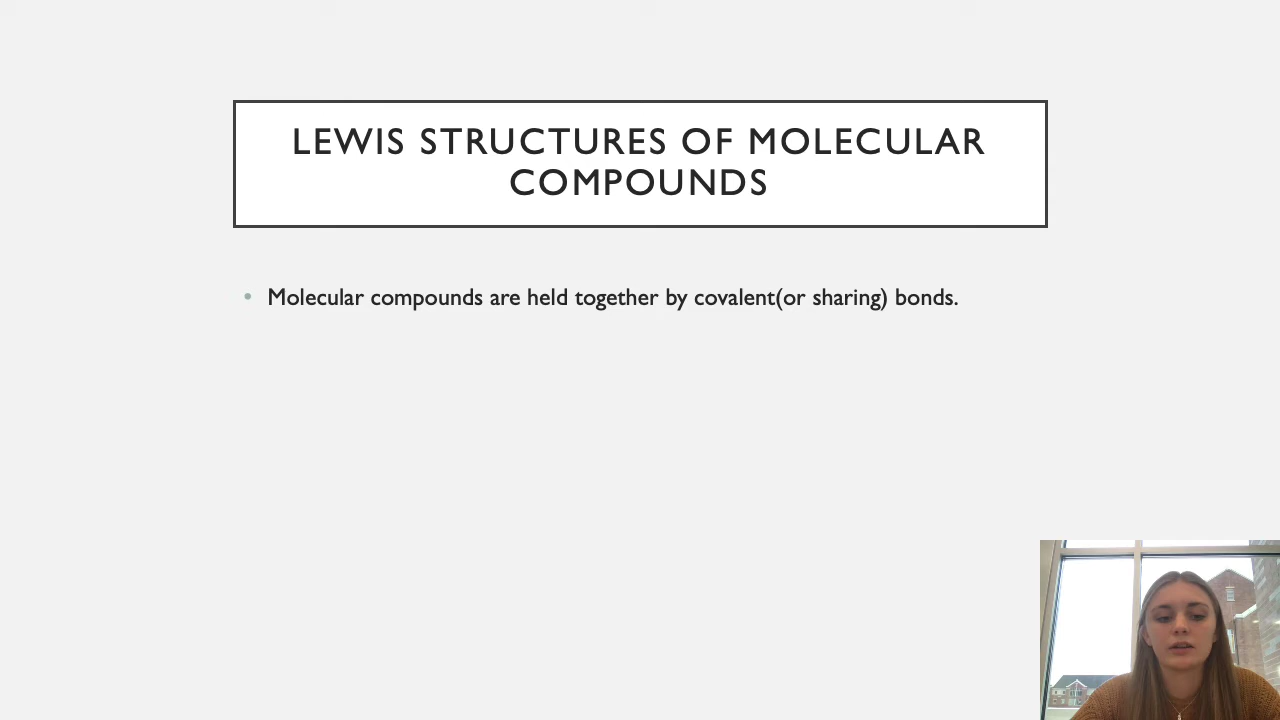 LEWIS STRUCTURES OF MOLECULAR
COMPOUNDS
• Molecular compounds are held together by covalent(or sharing) bonds.